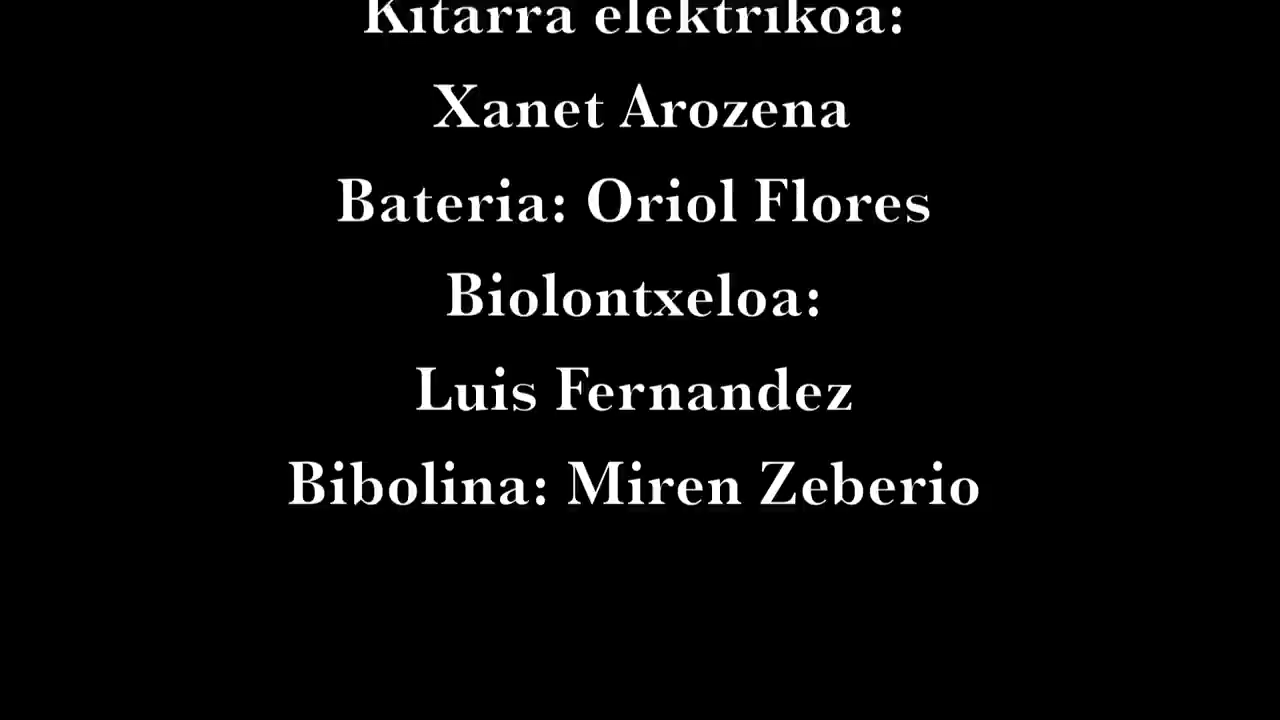 Kitarra elektrikoa:
Xanet Arozena
Bateria: Oriol Flores
Biolontxeloa:
Luis Fernandez
Bibolina: Miren Zeberio